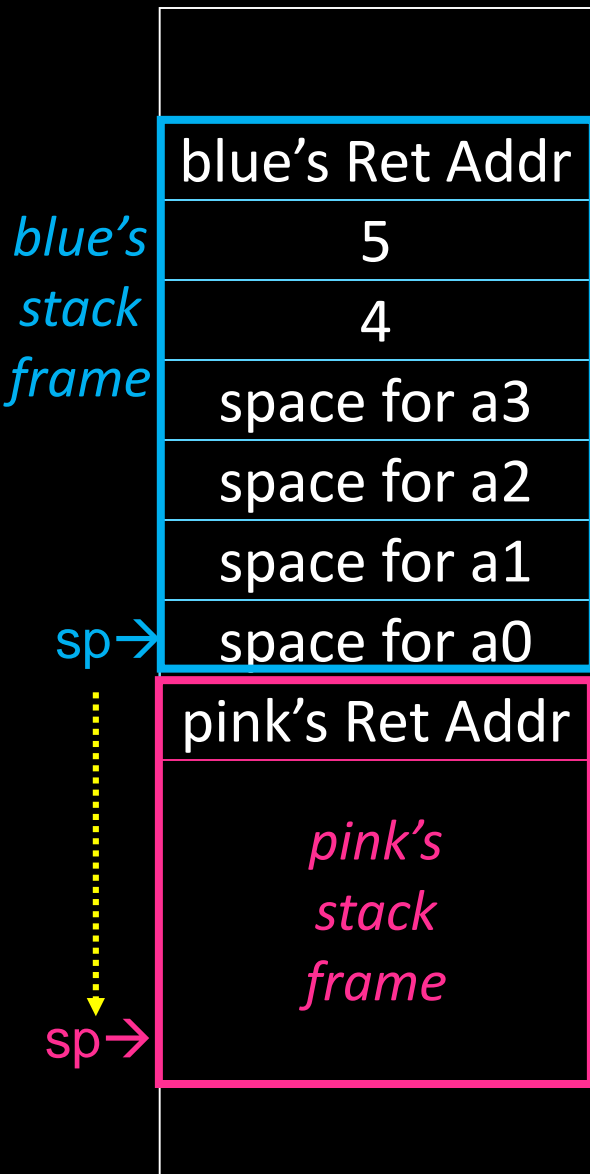 blue’s Ret Addr
blue’s
stack
frame
5
4
space for a3
space for a2
space for a1
sp→
space for a0
pink’s Ret Addr
pink’s
stack
frame
sp→